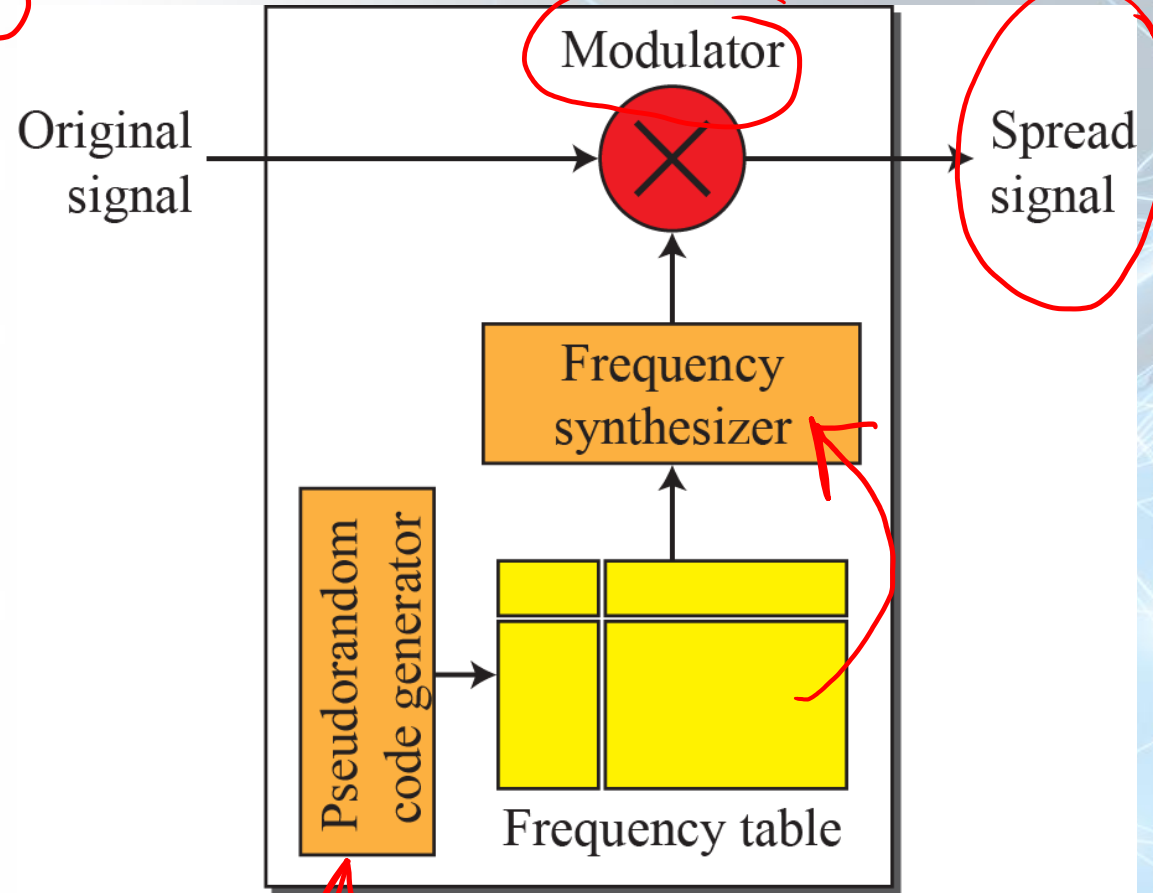 Modulator
Original
signal
Spread
signal
Frequency
synthesizer
Pseudorandom
code generator
Frequency table